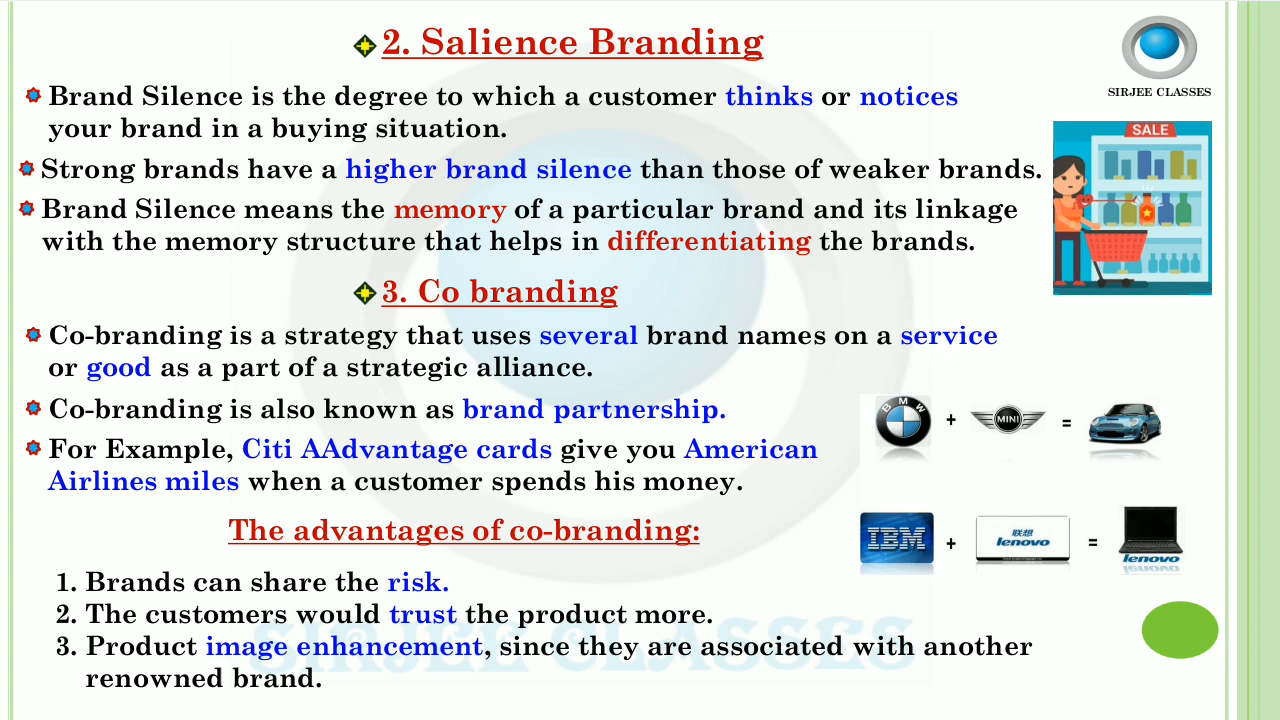 2. Salience Branding
SIRJEE CLASSES
Brand Silence is the degree to which a customer thinks or notices
your brand in a buying situation.
SALE
Strong brands have a higher brand silence than those of weaker brands.
Brand Silence means the memory of a particular brand and its linkage
with the memory structure that helps in differentiating the brands.
3. Co branding
Co-branding is a strategy that uses several brand names on a service
or good as a part of a strategic alliance.
Co-branding is also known as brand partnership.
BMW + MINI =
For Example, Citi AAdvantage cards give you American
Airlines miles when a customer spends his money.
The advantages of co-branding:
IBM + 联想 lenovo = lenovo
1. Brands can share the risk.
2. The customers would trust the product more.
3. Product image enhancement, since they are associated with another
renowned brand.
SIRJEE CLASSES